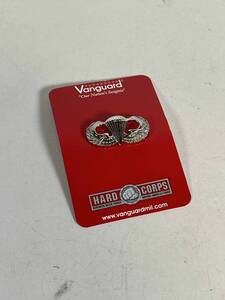 Vanguard®
"Our Nation's Insignia"
HARD CORPS
www.vanguardmil.com